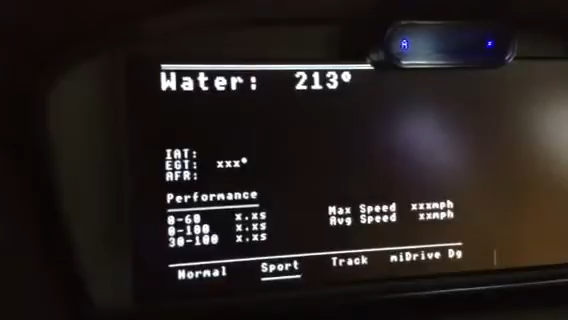 A
Water: 213°
IAT:
EGT: xxx°
AFR:
Performance
0-60 x.xs
0-100 x.xs
30-100 x.xs
Max Speed xxxmph
Avg Speed xxmph
Normal Sport Track miDrive Dg